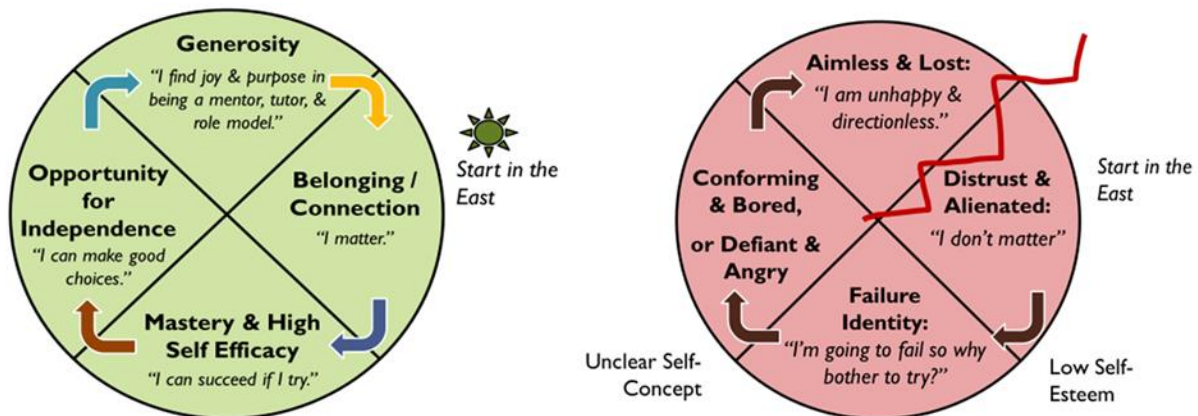 Generosity
“I find joy & purpose in
being a mentor, tutor, &
role model.”
Opportunity
for
Independence
“I can make good
choices.”
Belonging /
Connection
“I matter.”
Mastery & High
Self Efficacy
“I can succeed if I try.”
Start in the
East
Aimless & Lost:
“I am unhappy &
directionless.”
Conforming
& Bored,
or Defiant &
Angry
Distrust &
Alienated:
“I don’t matter”
Failure
Identity:
“I’m going to fail so why
bother to try?”
Start in the
East
Unclear Self-
Concept
Low Self-
Esteem